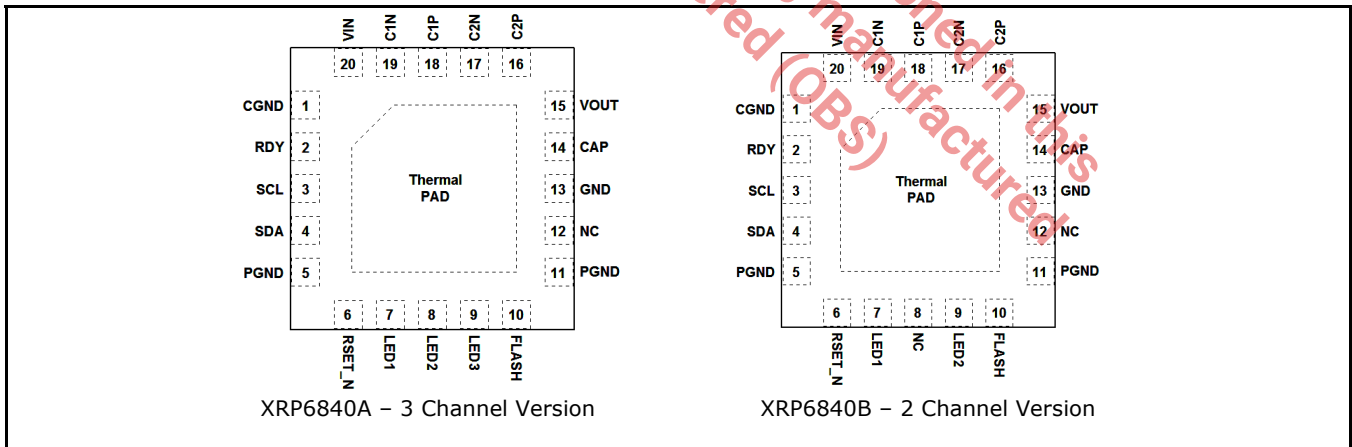 VIN C1N C1P C2N C2P
20 19 18 17 16
CGND 1
RDY 2
SCL 3
SDA 4
PGND 5
Thermal
PAD
15 VOUT
14 CAP
13 GND
12 NC
11 PGND
6 7 8 9 10
RSET_N LED1 LED2 LED3 FLASH
XRP6840A – 3 Channel Version
VIN C1N C1P C2N C2P
20 19 18 17 16
CGND 1
RDY 2
SCL 3
SDA 4
PGND 5
Thermal
PAD
15 VOUT
14 CAP
13 GND
12 NC
11 PGND
6 7 8 9 10
RSET_N LED1 NC LED2 FLASH
XRP6840B – 2 Channel Version
in this
manufactured
(OBS)